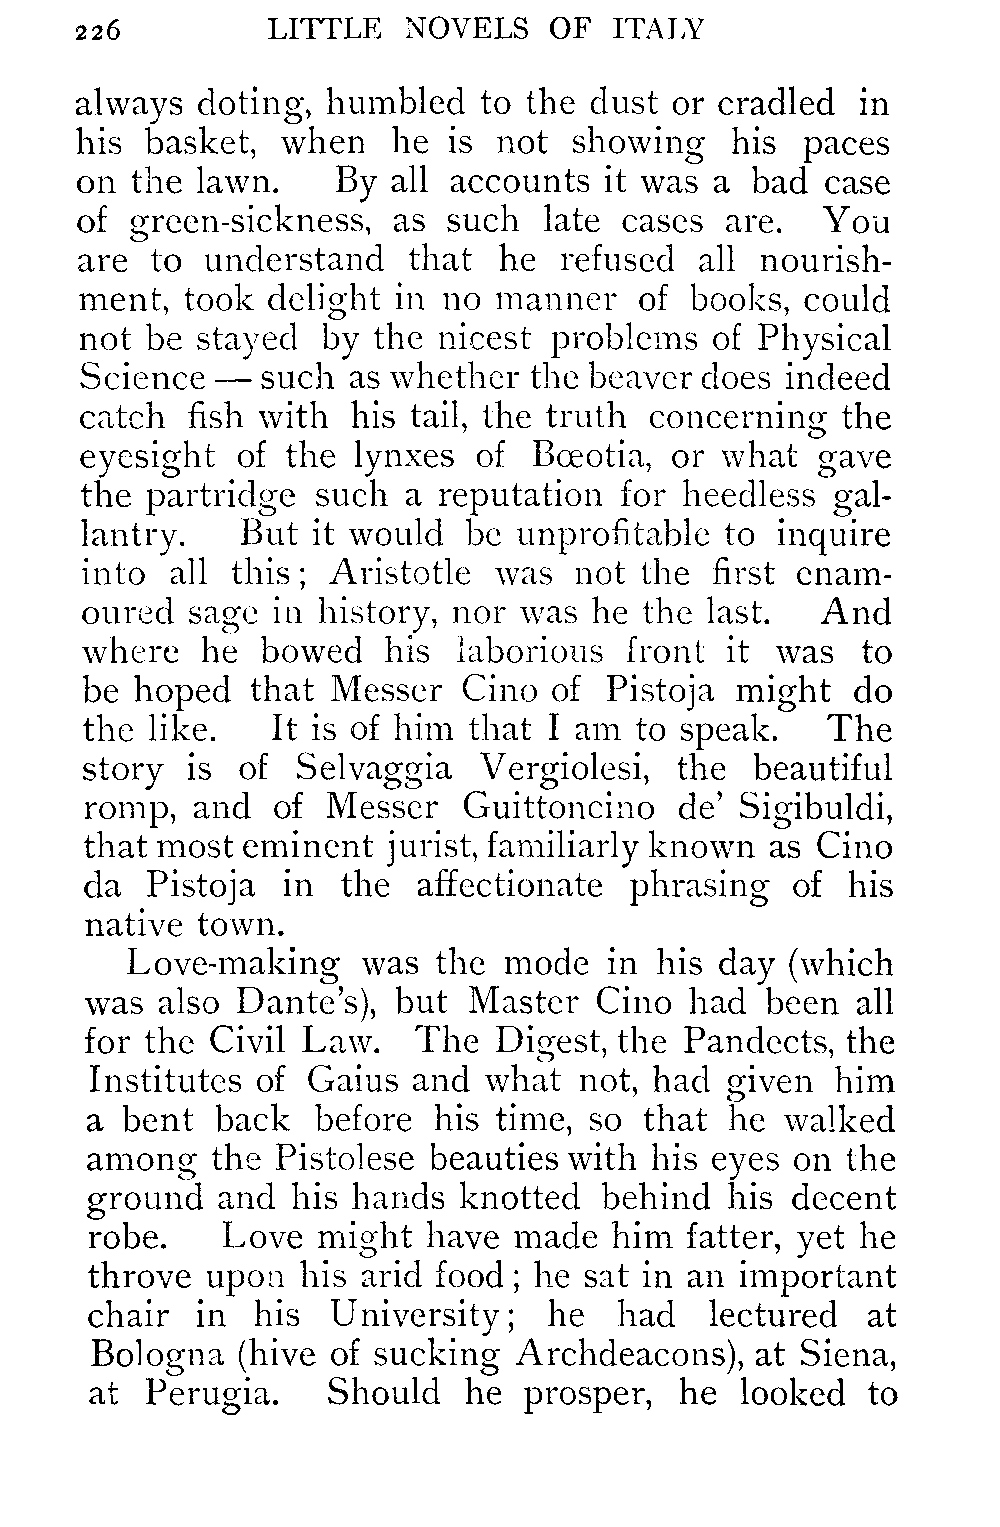 226 LITTLE NOVELS OF ITALY
always doting, humbled to the dust or cradled in
his basket, when he is not showing his paces
on the lawn. By all accounts it was a bad case
of green-sickness, as such late cases are. You
are to understand that he refused all nourish-
ment, took delight in no manner of books, could
not be stayed by the nicest problems of Physical
Science — such as whether the beaver does indeed
catch fish with his tail, the truth concerning the
eyesight of the lynxes of Bœotia, or what gave
the partridge such a reputation for heedless gal-
lantry. But it would be unprofitable to inquire
into all this; Aristotle was not the first enam-
oured sage in history, nor was he the last. And
where he bowed his laborious front it was to
be hoped that Messer Cino of Pistoja might do
the like. It is of him that I am to speak. The
story is of Selvaggia Vergiolesi, the beautiful
romp, and of Messer Guittoncino de' Sigibuldi,
that most eminent jurist, familiarly known as Cino
da Pistoja in the affectionate phrasing of his
native town.
Love-making was the mode in his day (which
was also Dante's), but Master Cino had been all
for the Civil Law. The Digest, the Pandects, the
Institutes of Gaius and what not, had given him
a bent back before his time, so that he walked
among the Pistolese beauties with his eyes on the
ground and his hands knotted behind his decent
robe. Love might have made him fatter, yet he
throve upon his arid food; he sat in an important
chair in his University; he had lectured at
Bologna (hive of sucking Archdeacons), at Siena,
at Perugia. Should he prosper, he looked to